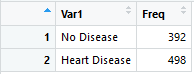 Var1 Freq
1 No Disease 392
2 Heart Disease 498